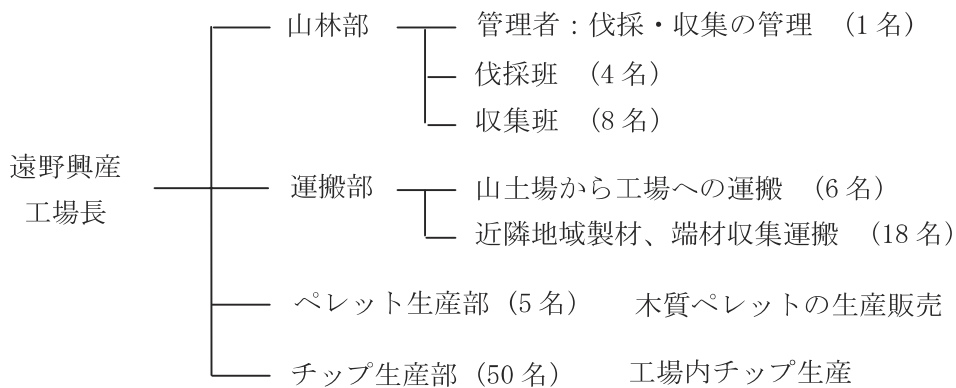 遠野興産
工場長
山林部
管理者：伐採・収集の管理 （1 名）
伐採班 （4 名）
収集班 （8 名）
運搬部
山土場から工場への運搬 （6 名）
近隣地域製材、端材収集運搬 （18 名）
ペレット生産部（5 名） 木質ペレットの生産販売
チップ生産部（50 名） 工場内チップ生産